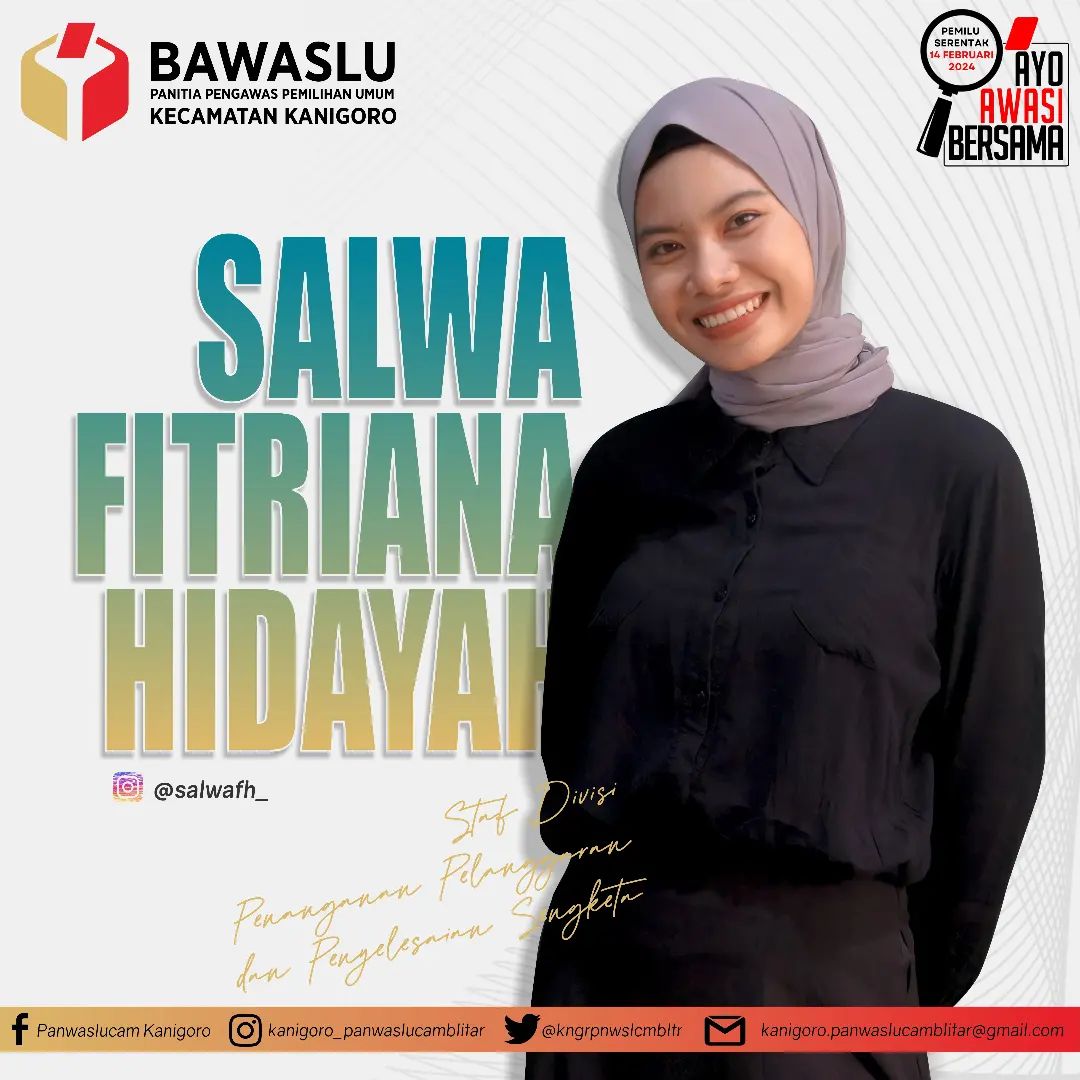 BAWASLU
PANITIA PENGAWAS PEMILIHAN UMUM
KECAMATAN KANIGORO
PEMILU
SERENTAK
14 FEBRUARI
2024
AYO
AWASI
BERSAMA
SALWA
FITRIANA
HIDAYAH
@salwafh_
Staf Divisi
Penanganan Pelanggaran
dan Penyelesaian Sengketa
Panwaslucam Kanigoro
kanigoro_panwaslucamblitar
@kngrpnwslcmbltr
kanigoro.panwaslucamblitar@gmail.com